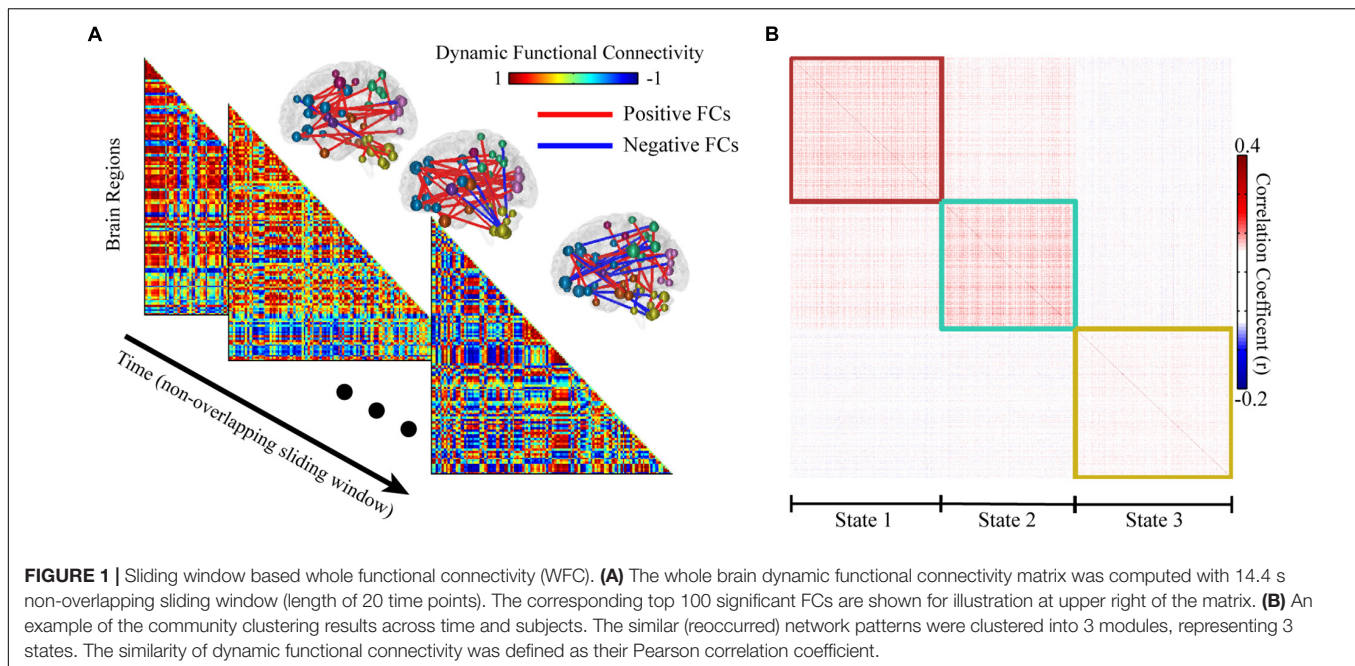 A
Dynamic Functional Connectivity
1
-1
Positive FCs
Negative FCs
Brain Regions
Time (non-overlapping sliding window)
B
0.4
Correlation Coefficent (r)
-0.2
State 1
State 2
State 3
FIGURE 1 | Sliding window based whole functional connectivity (WFC). (A) The whole brain dynamic functional connectivity matrix was computed with 14.4 s
non-overlapping sliding window (length of 20 time points). The corresponding top 100 significant FCs are shown for illustration at upper right of the matrix. (B) An
example of the community clustering results across time and subjects. The similar (reoccurred) network patterns were clustered into 3 modules, representing 3
states. The similarity of dynamic functional connectivity was defined as their Pearson correlation coefficient.